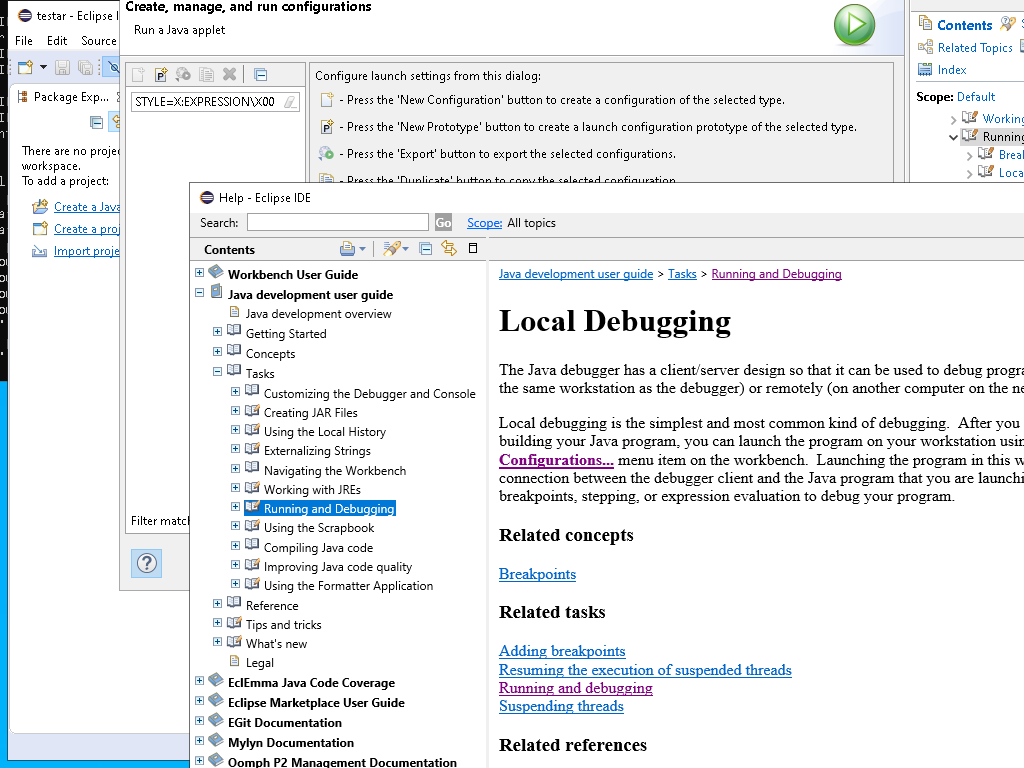 testar - Eclipse I
File Edit Source
Package Exp...
There are no projec
workspace.
To add a project:
Create a Java
Create a proj
Import proje
Create, manage, and run configurations
Run a Java applet
STYLE=X:EXPRESSION\X00
Filter match
Configure launch settings from this dialog:
- Press the 'New Configuration' button to create a configuration of the selected type.
- Press the 'New Prototype' button to create a launch configuration prototype of the selected type.
- Press the 'Export' button to export the selected configurations.
- Press the 'Duplicate' button to copy the selected configuration.
Contents
Related Topics
Index
Scope: Default
Working
Running
Breal
Loca
Help - Eclipse IDE
Search: Go Scope: All topics
Contents
Workbench User Guide
Java development user guide
Java development overview
Getting Started
Concepts
Tasks
Customizing the Debugger and Console
Creating JAR Files
Using the Local History
Externalizing Strings
Navigating the Workbench
Working with JREs
Running and Debugging
Using the Scrapbook
Compiling Java code
Improving Java code quality
Using the Formatter Application
Reference
Tips and tricks
What's new
Legal
EclEmma Java Code Coverage
Eclipse Marketplace User Guide
EGit Documentation
Mylyn Documentation
Oomph P2 Management Documentation
Java development user guide > Tasks > Running and Debugging
Local Debugging
The Java debugger has a client/server design so that it can be used to debug progra
the same workstation as the debugger) or remotely (on another computer on the ne
Local debugging is the simplest and most common kind of debugging. After you
building your Java program, you can launch the program on your workstation usin
Configurations... menu item on the workbench. Launching the program in this w
connection between the debugger client and the Java program that you are launchi
breakpoints, stepping, or expression evaluation to debug your program.
Related concepts
Breakpoints
Related tasks
Adding breakpoints
Resuming the execution of suspended threads
Running and debugging
Suspending threads
Related references